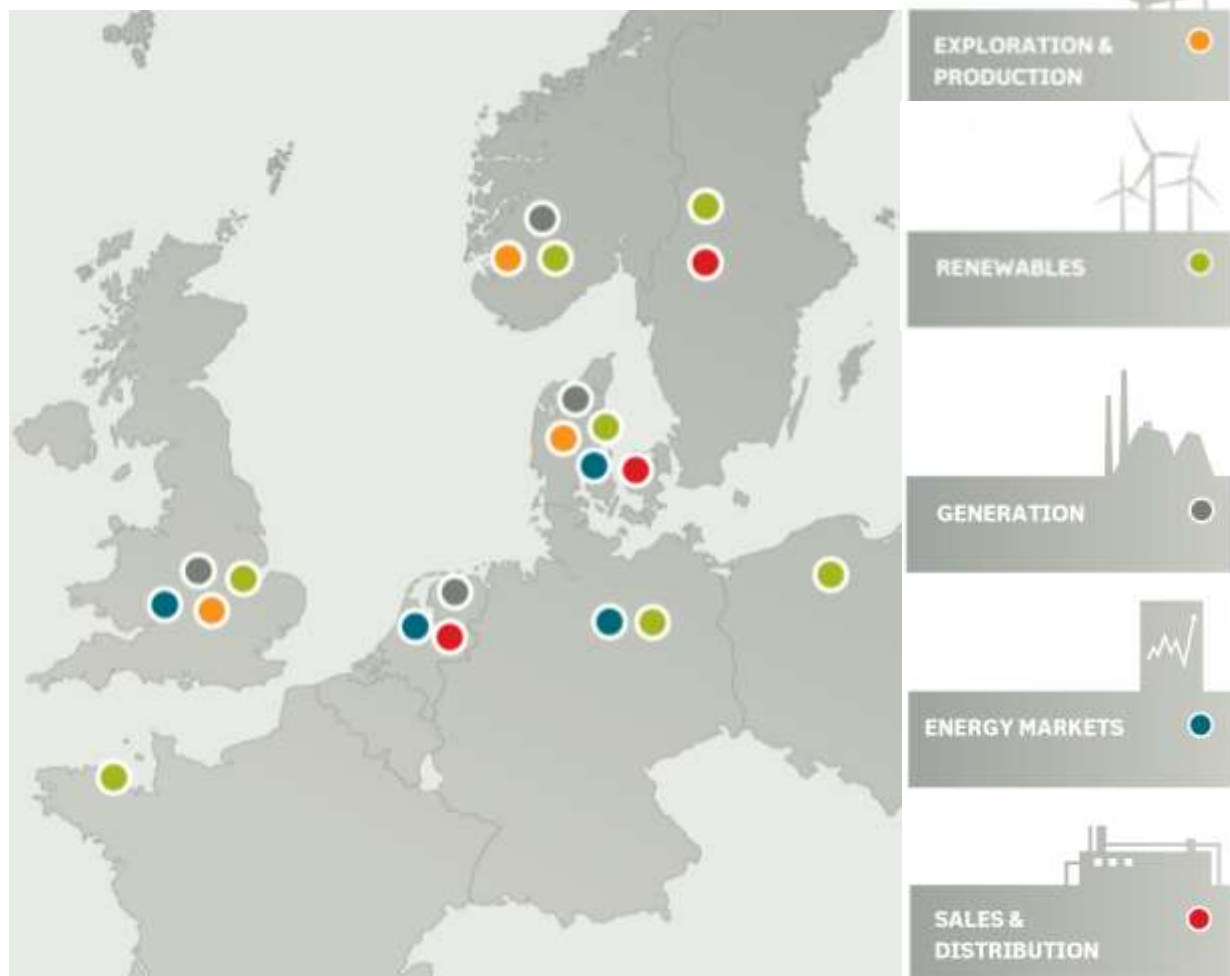 EXPLORATION &
PRODUCTION
RENEWABLES
GENERATION
ENERGY MARKETS
SALES &
DISTRIBUTION